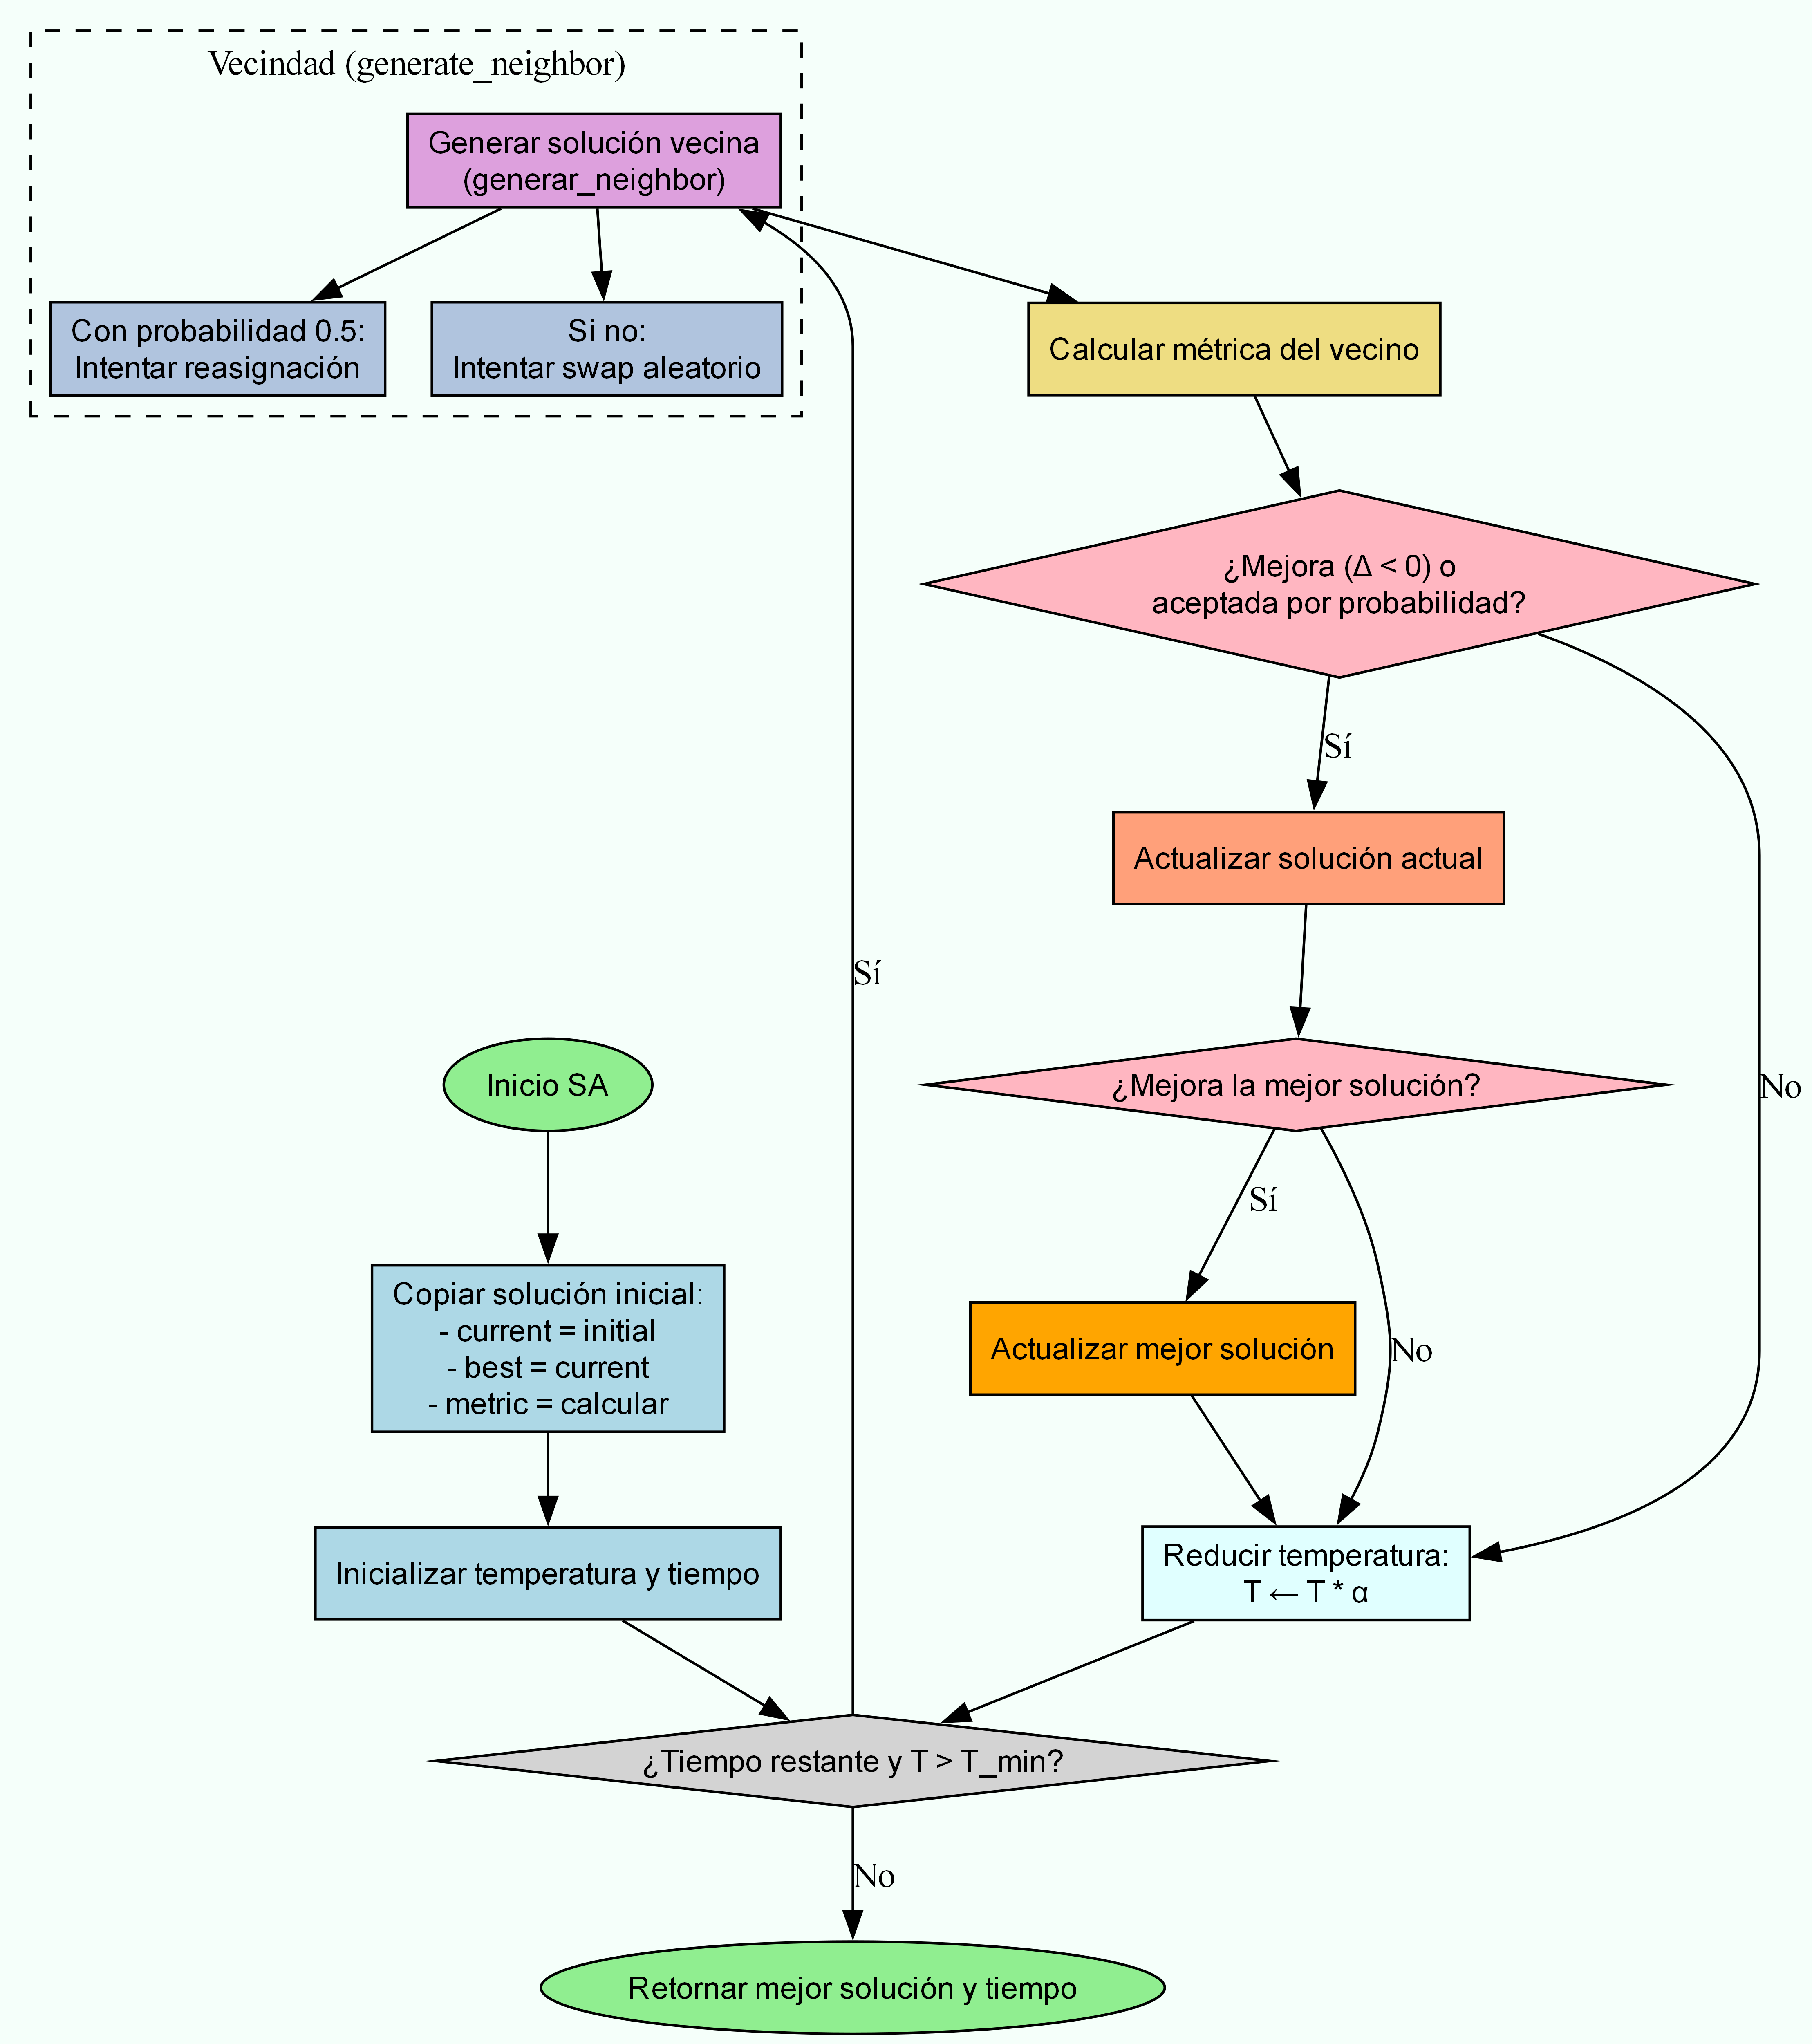 Vecindad (generate_neighbor)
Generar solución vecina
(generar_neighbor)
Con probabilidad 0.5:
Intentar reasignación
Si no:
Intentar swap aleatorio
Calcular métrica del vecino
¿Mejora (Δ < 0) o
aceptada por probabilidad?
Sí
Actualizar solución actual
Sí
Inicio SA
¿Mejora la mejor solución?
No
Sí
Copiar solución inicial:
- current = initial
- best = current
- metric = calcular
Actualizar mejor solución
No
Inicializar temperatura y tiempo
Reducir temperatura:
T ← T * α
¿Tiempo restante y T > T_min?
No
Retornar mejor solución y tiempo